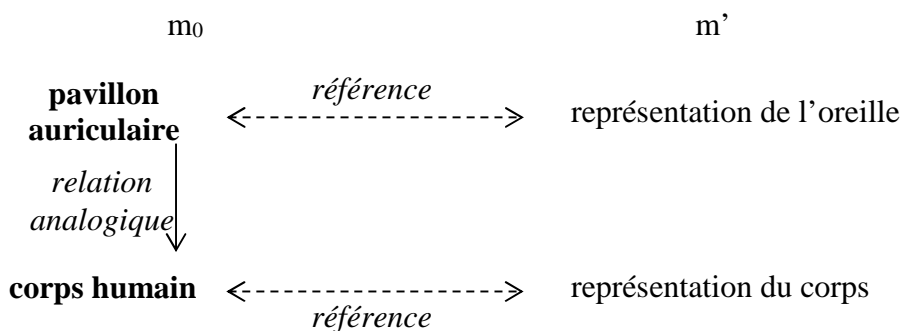 m₀ m’
référence
pavillon
auriculaire
représentation de l’oreille
relation
analogique
corps humain représentation du corps
référence